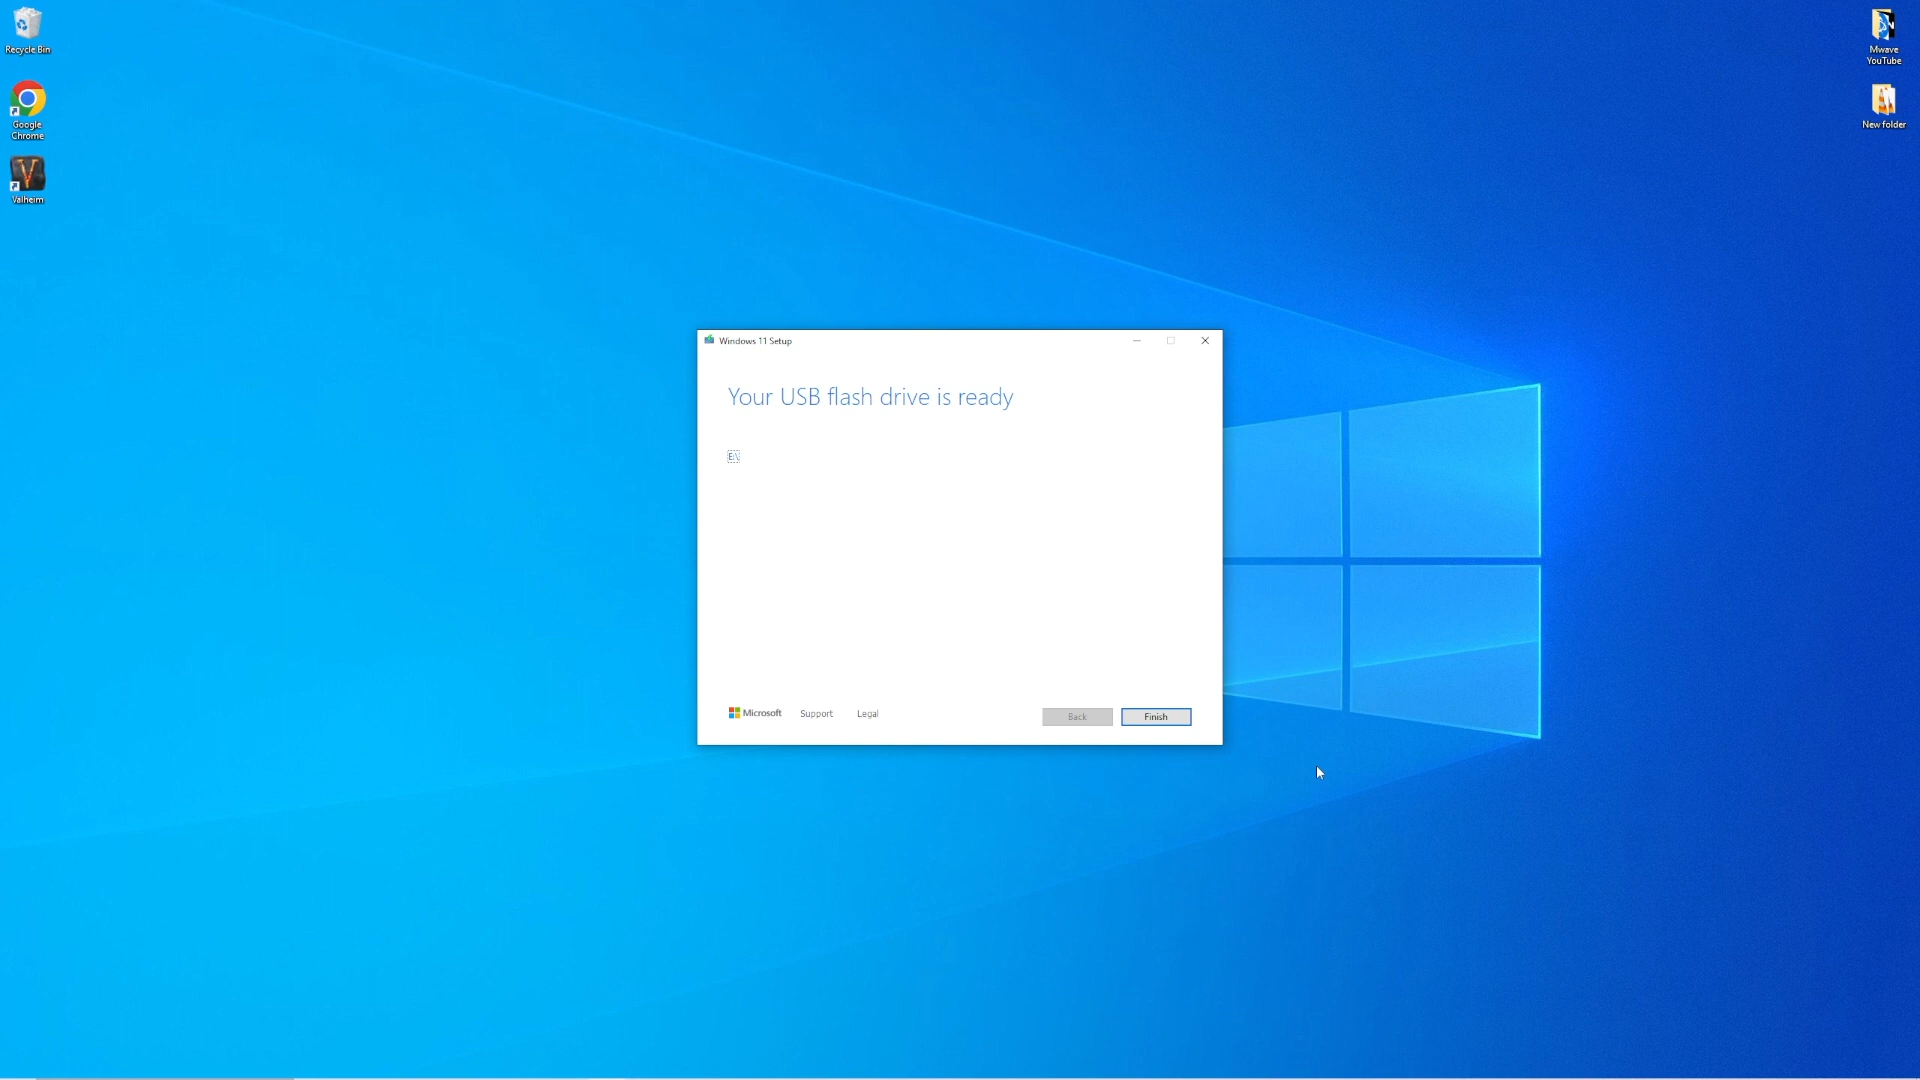 Recycle Bin
Google
Chrome
Valheim
Mwave
YouTube
New folder
Windows 11 Setup
Your USB flash drive is ready
E:\
Microsoft
Support
Legal
Back
Finish